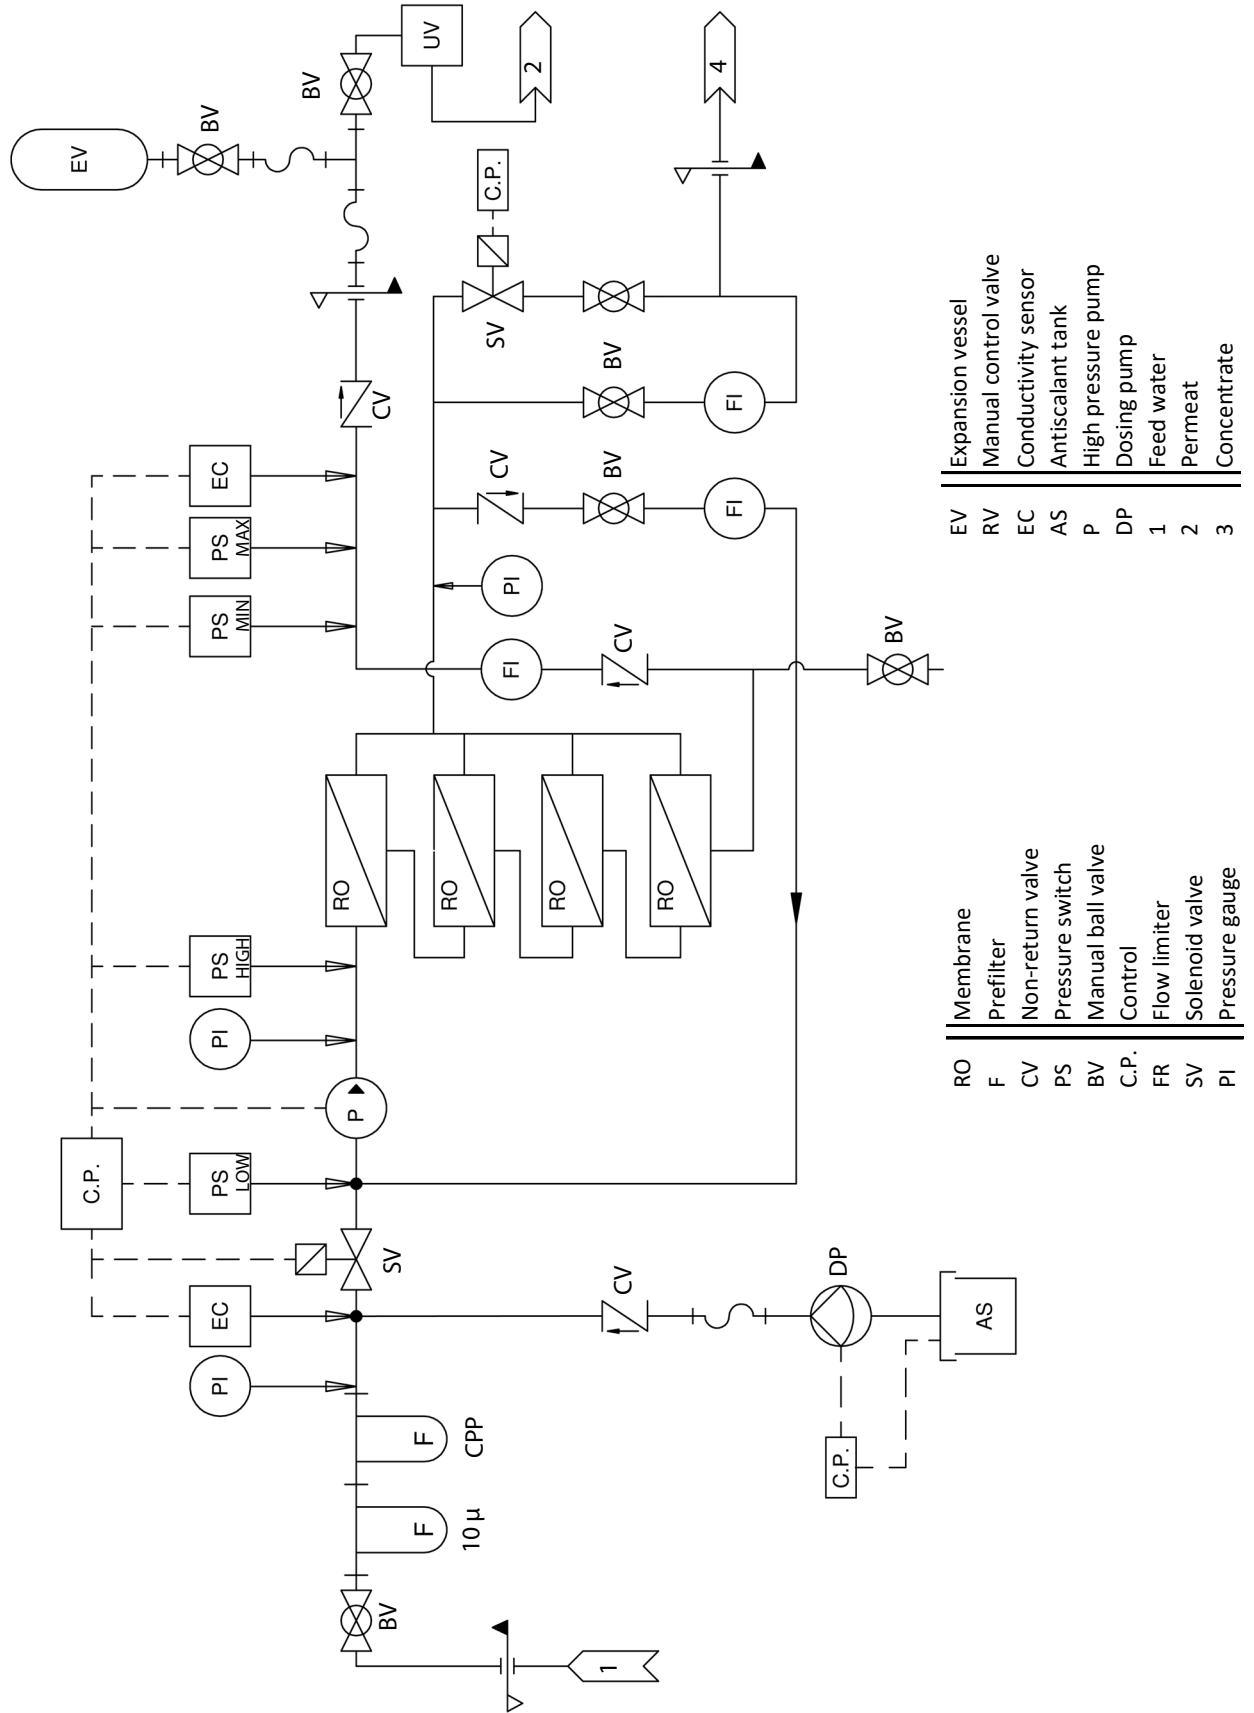 C.P.
EV
PI
EC
PS
LOW
PI
PS
HIGH
PS
MIN
PS
MAX
EC
BV
BV
RO
P
BV
SV
CV
UV
F
F
RO
10 µ
CPP
C.P.
SV
CV
PI
FI
2
RO
1
CV
CV
BV
BV
RO
4
FI
FI
DP
C.P.
BV
AS
RO Membrane
F Prefilter
CV Non-return valve
PS Pressure switch
BV Manual ball valve
C.P. Control
FR Flow limiter
SV Solenoid valve
PI Pressure gauge
EV Expansion vessel
RV Manual control valve
EC Conductivity sensor
AS Antiscalant tank
P High pressure pump
DP Dosing pump
1 Feed water
2 Permeat
3 Concentrate